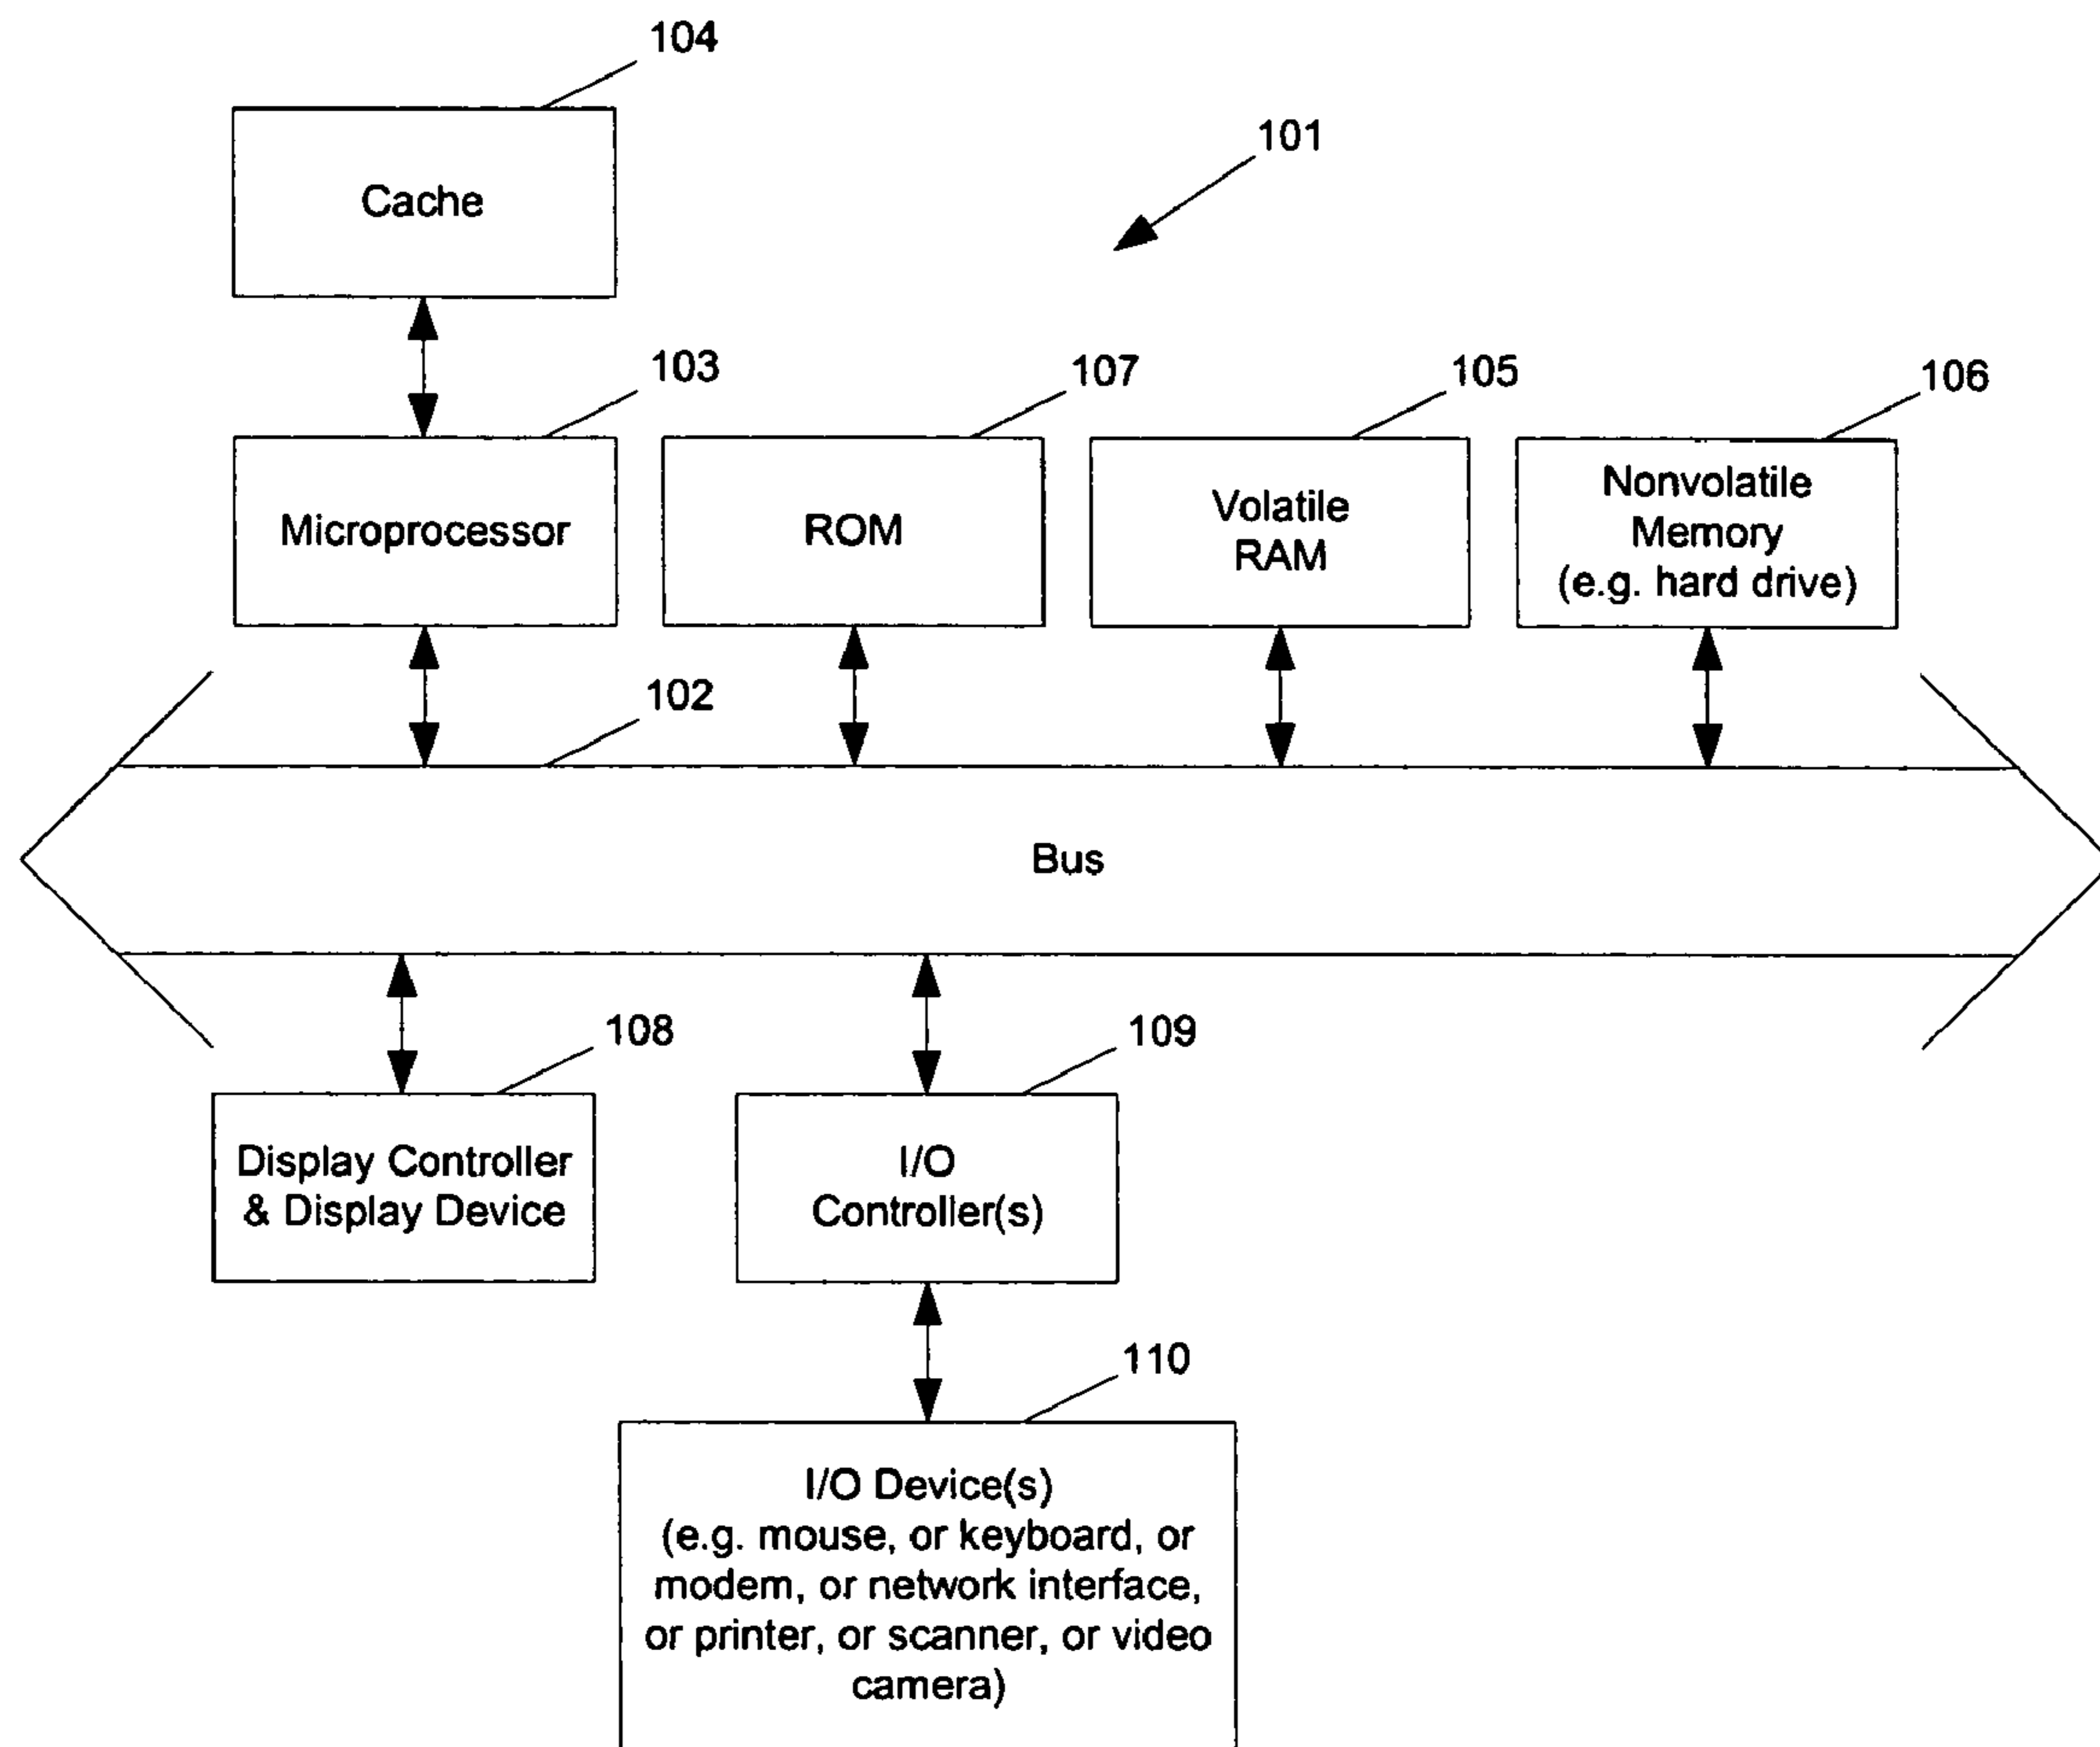 104
101
Cache
103
107
105
106
Microprocessor
ROM
Volatile
RAM
Nonvolatile
Memory
(e.g. hard drive)
102
Bus
108
109
Display Controller
& Display Device
I/O
Controller(s)
110
I/O Device(s)
(e.g. mouse, or keyboard, or
modem, or network interface,
or printer, or scanner, or video
camera)